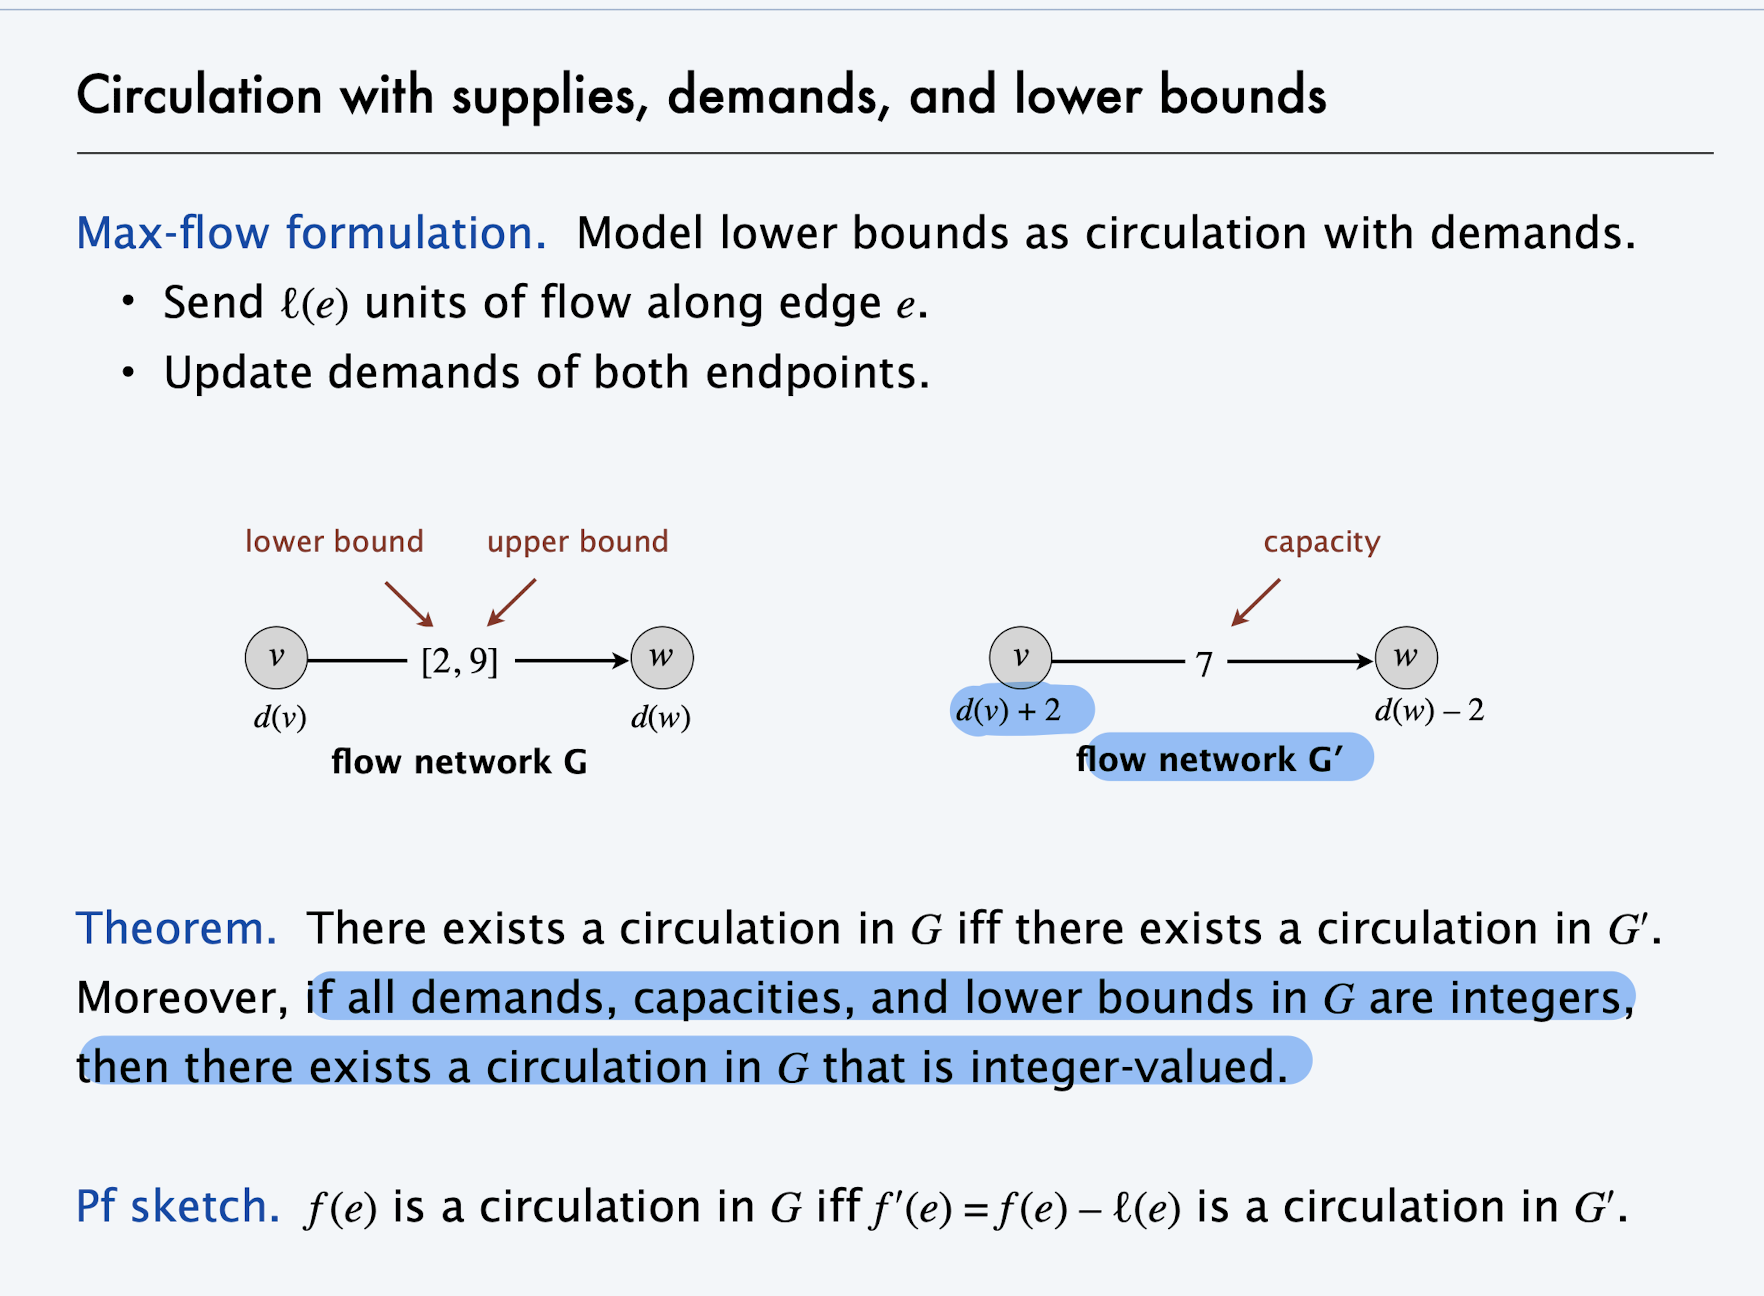 Circulation with supplies, demands, and lower bounds
Max-flow formulation. Model lower bounds as circulation with demands.
• Send ℓ(e) units of flow along edge e.
• Update demands of both endpoints.
lower bound upper bound
v [2, 9] w
d(v) d(w)
flow network G
capacity
v 7 w
d(v) + 2 d(w) – 2
flow network G′
Theorem. There exists a circulation in G iff there exists a circulation in G′.
Moreover, if all demands, capacities, and lower bounds in G are integers,
then there exists a circulation in G that is integer-valued.
Pf sketch. f(e) is a circulation in G iff f′(e) = f(e) – ℓ(e) is a circulation in G′.